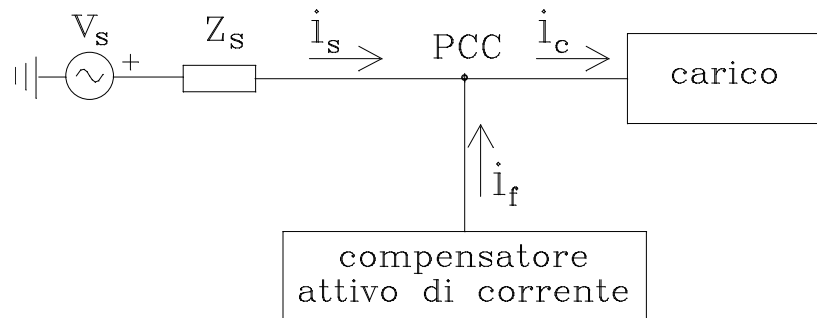 V_s
Z_s
i_s
PCC
i_c
carico
+
i_f
compensatore
attivo di corrente